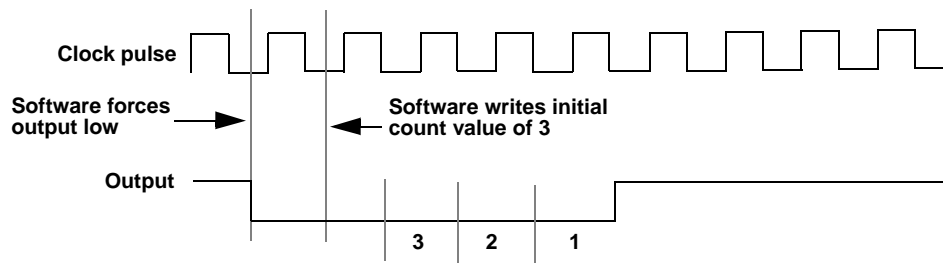 Clock pulse
Software forces
output low
Software writes initial
count value of 3
Output
3 2 1